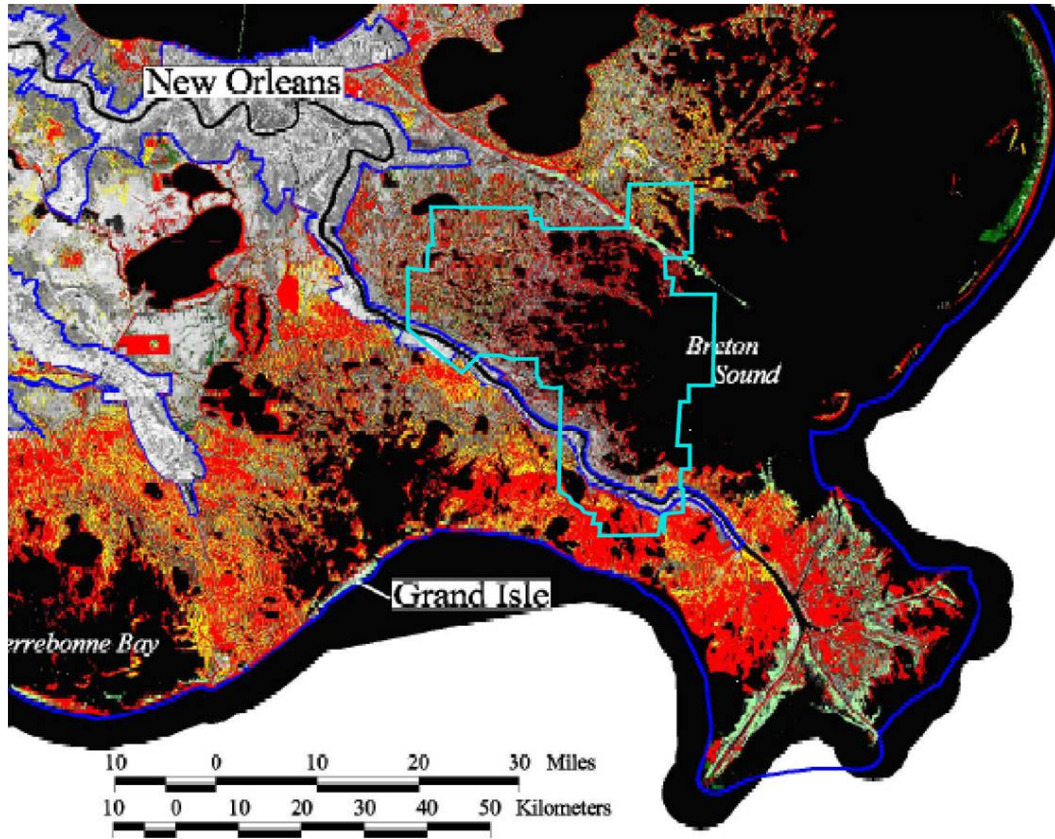 New Orleans
Breton
Sound
Grand Isle
errebonne Bay
10 0 10 20 30 Miles
10 0 10 20 30 40 50 Kilometers